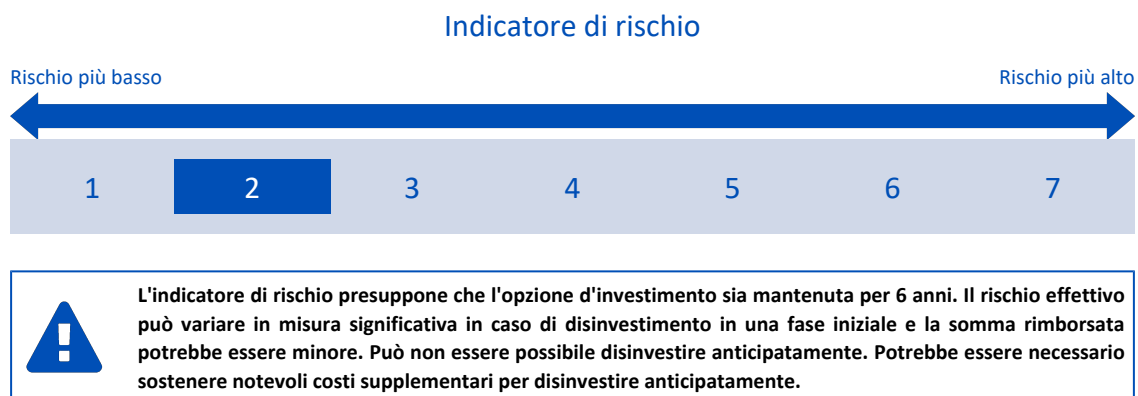 Indicatore di rischio
Rischio più basso
Rischio più alto
1 2 3 4 5 6 7
L'indicatore di rischio presuppone che l'opzione d'investimento sia mantenuta per 6 anni. Il rischio effettivo
può variare in misura significativa in caso di disinvestimento in una fase iniziale e la somma rimborsata
potrebbe essere minore. Può non essere possibile disinvestire anticipatamente. Potrebbe essere necessario
sostenere notevoli costi supplementari per disinvestire anticipatamente.